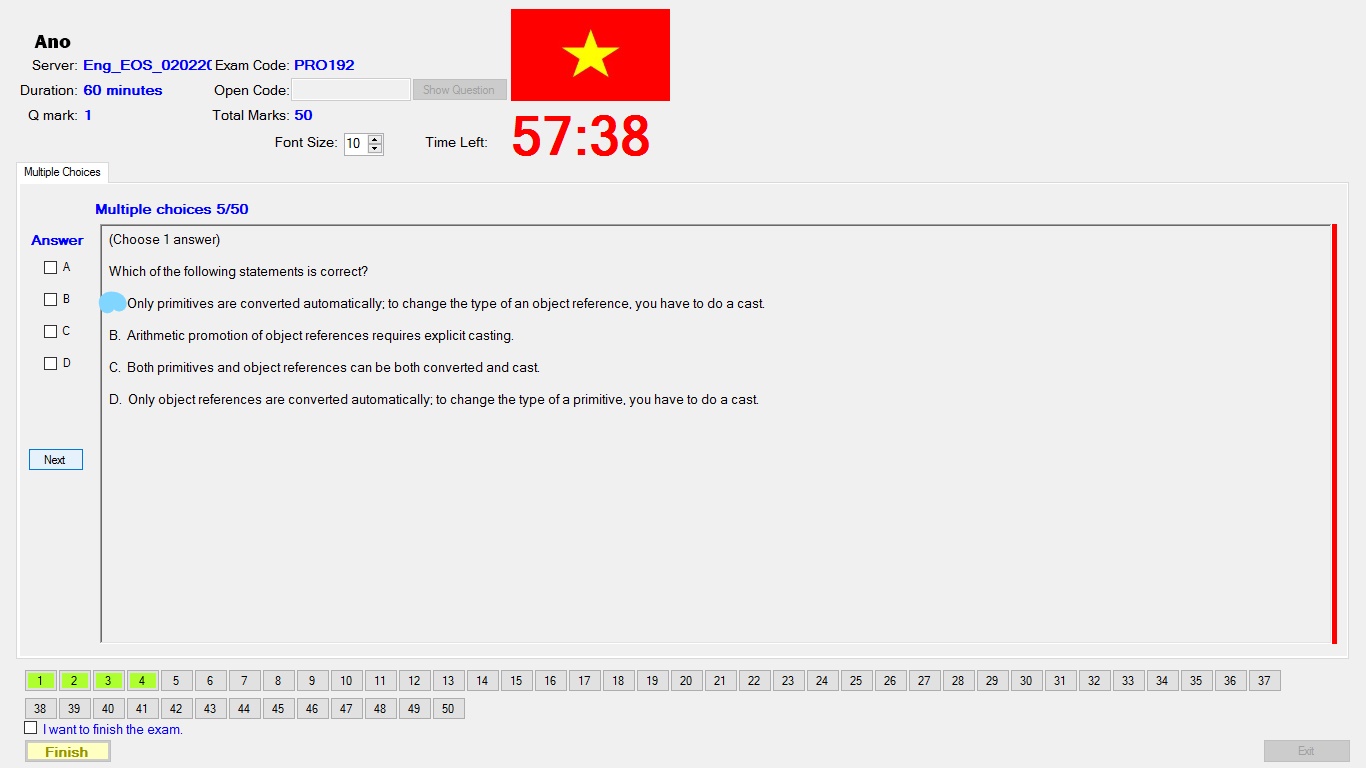 Ano
Server: Eng_EOS_020220 Exam Code: PRO192
Duration: 60 minutes Open Code: Show Question
Q mark: 1 Total Marks: 50
Font Size: 10 Time Left: 57:38
Multiple Choices
Multiple choices 5/50
Answer
(Choose 1 answer)
A
Which of the following statements is correct?
B
Only primitives are converted automatically; to change the type of an object reference, you have to do a cast.
C
B. Arithmetic promotion of object references requires explicit casting.
D
C. Both primitives and object references can be both converted and cast.
D. Only object references are converted automatically; to change the type of a primitive, you have to do a cast.
Next
1 2 3 4 5 6 7 8 9 10 11 12 13 14 15 16 17 18 19 20 21 22 23 24 25 26 27 28 29 30 31 32 33 34 35 36 37
38 39 40 41 42 43 44 45 46 47 48 49 50
I want to finish the exam.
Finish Exit